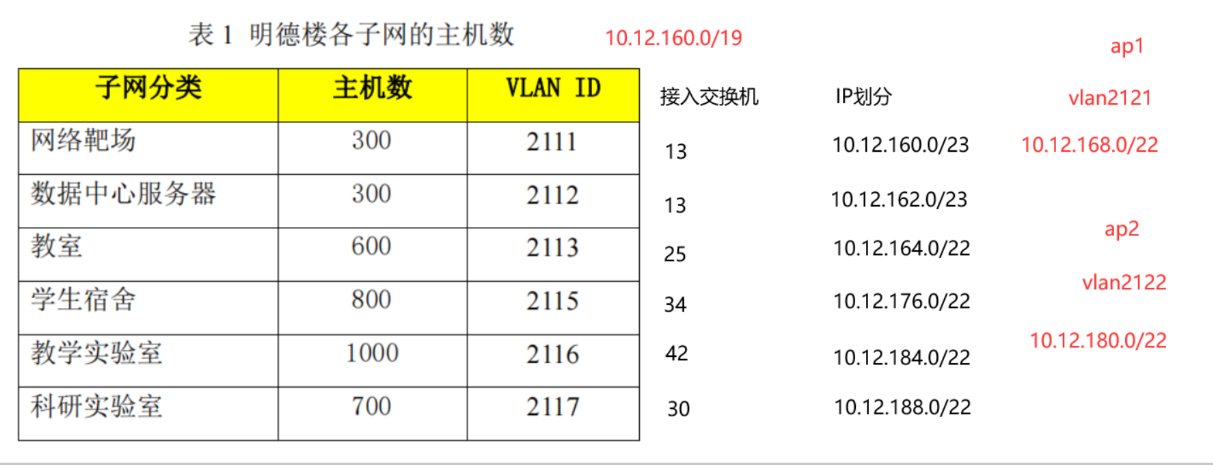 表 1 明德楼各子网的主机数 10.12.160.0/19
ap1
子网分类 主机数 VLAN ID 接入交换机 IP划分 vlan2121
网络靶场 300 2111 13 10.12.160.0/23 10.12.168.0/22
数据中心服务器 300 2112 13 10.12.162.0/23
ap2
教室 600 2113 25 10.12.164.0/22
vlan2122
学生宿舍 800 2115 34 10.12.176.0/22
10.12.180.0/22
教学实验室 1000 2116 42 10.12.184.0/22
科研实验室 700 2117 30 10.12.188.0/22